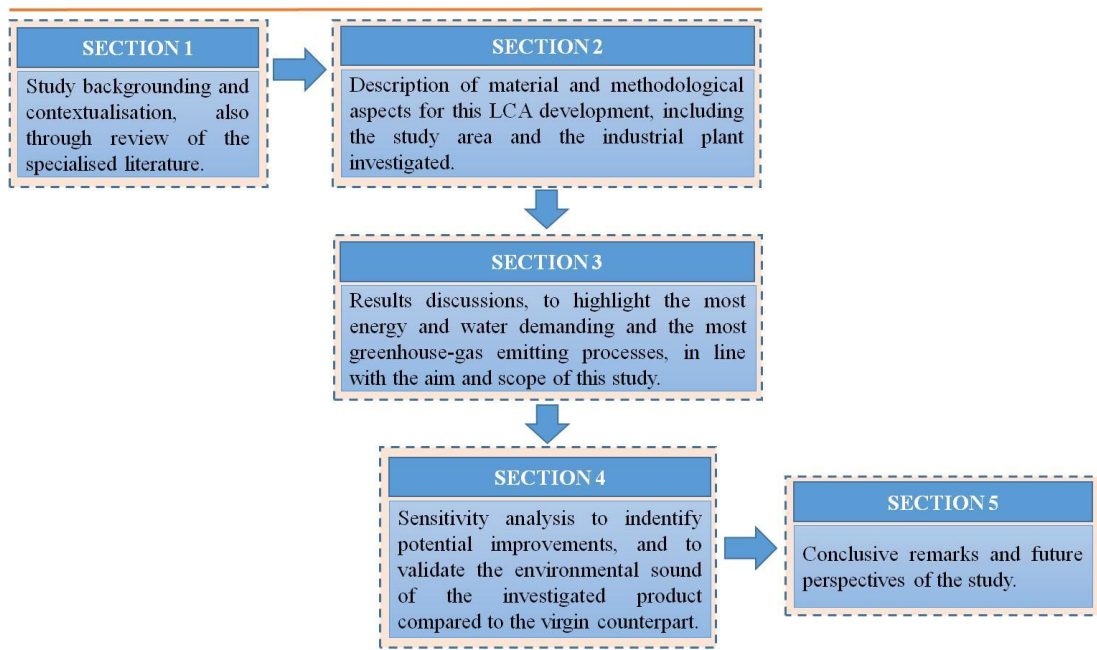 SECTION 1
Study backgrounding and
contextualisation, also
through review of the
specialised literature.
SECTION 2
Description of material and methodological
aspects for this LCA development, including
the study area and the industrial plant
investigated.
SECTION 3
Results discussions, to highlight the most
energy and water demanding and the most
greenhouse-gas emitting processes, in line
with the aim and scope of this study.
SECTION 4
Sensitivity analysis to indentify
potential improvements, and to
validate the environmental sound
of the investigated product
compared to the virgin counterpart.
SECTION 5
Conclusive remarks and future
perspectives of the study.